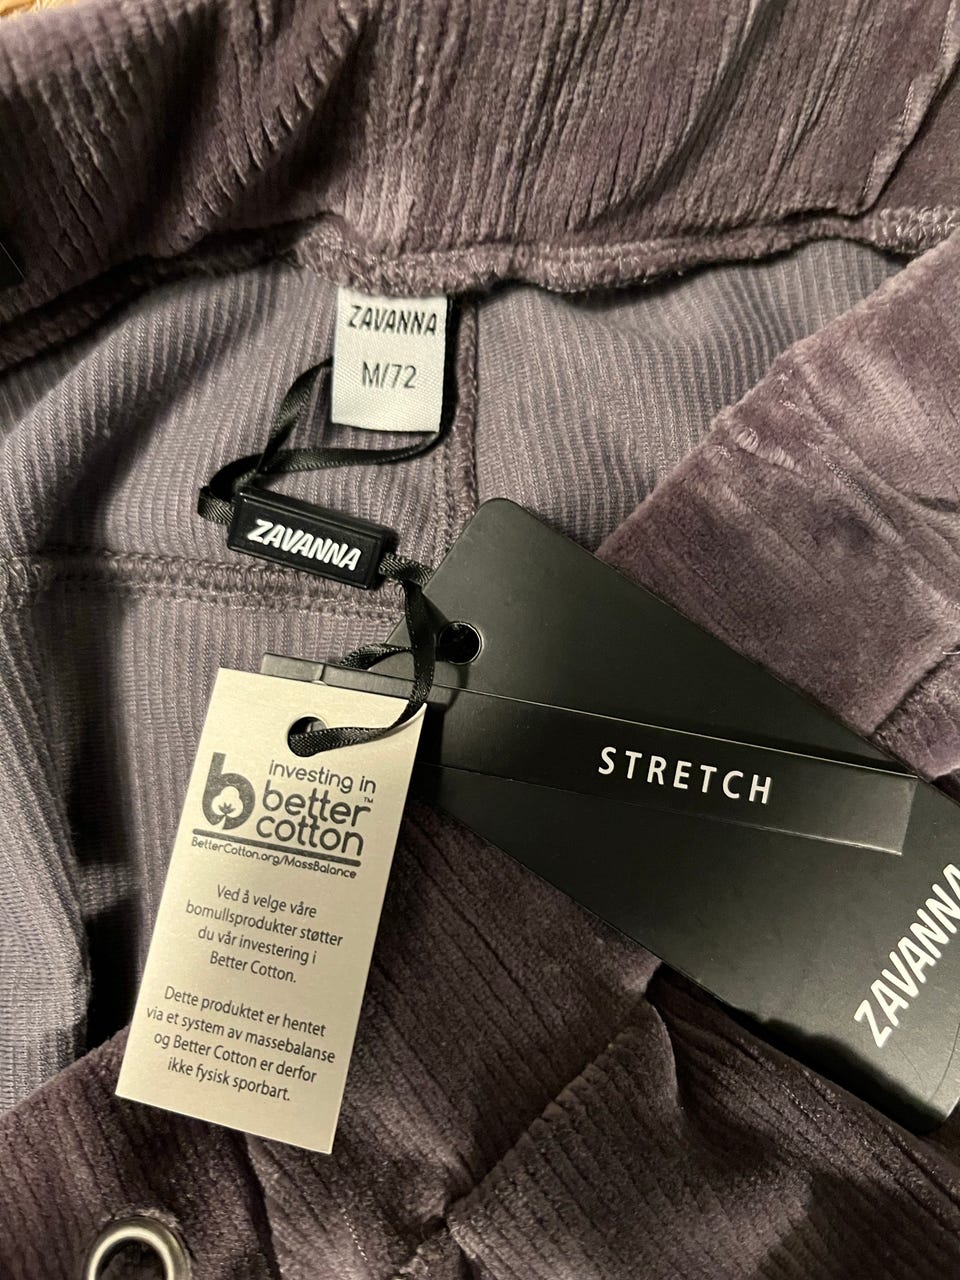 ZAVANNA
M/72
ZAVANNA
STRETCH
ZAVANNA
investing in
better™
cotton
BetterCotton.org/MassBalance
Ved å velge våre
bomullsprodukter støtter
du vår investering i
Better Cotton.
Dette produktet er hentet
via et system av massebalanse
og Better Cotton er derfor
ikke fysisk sporbart.